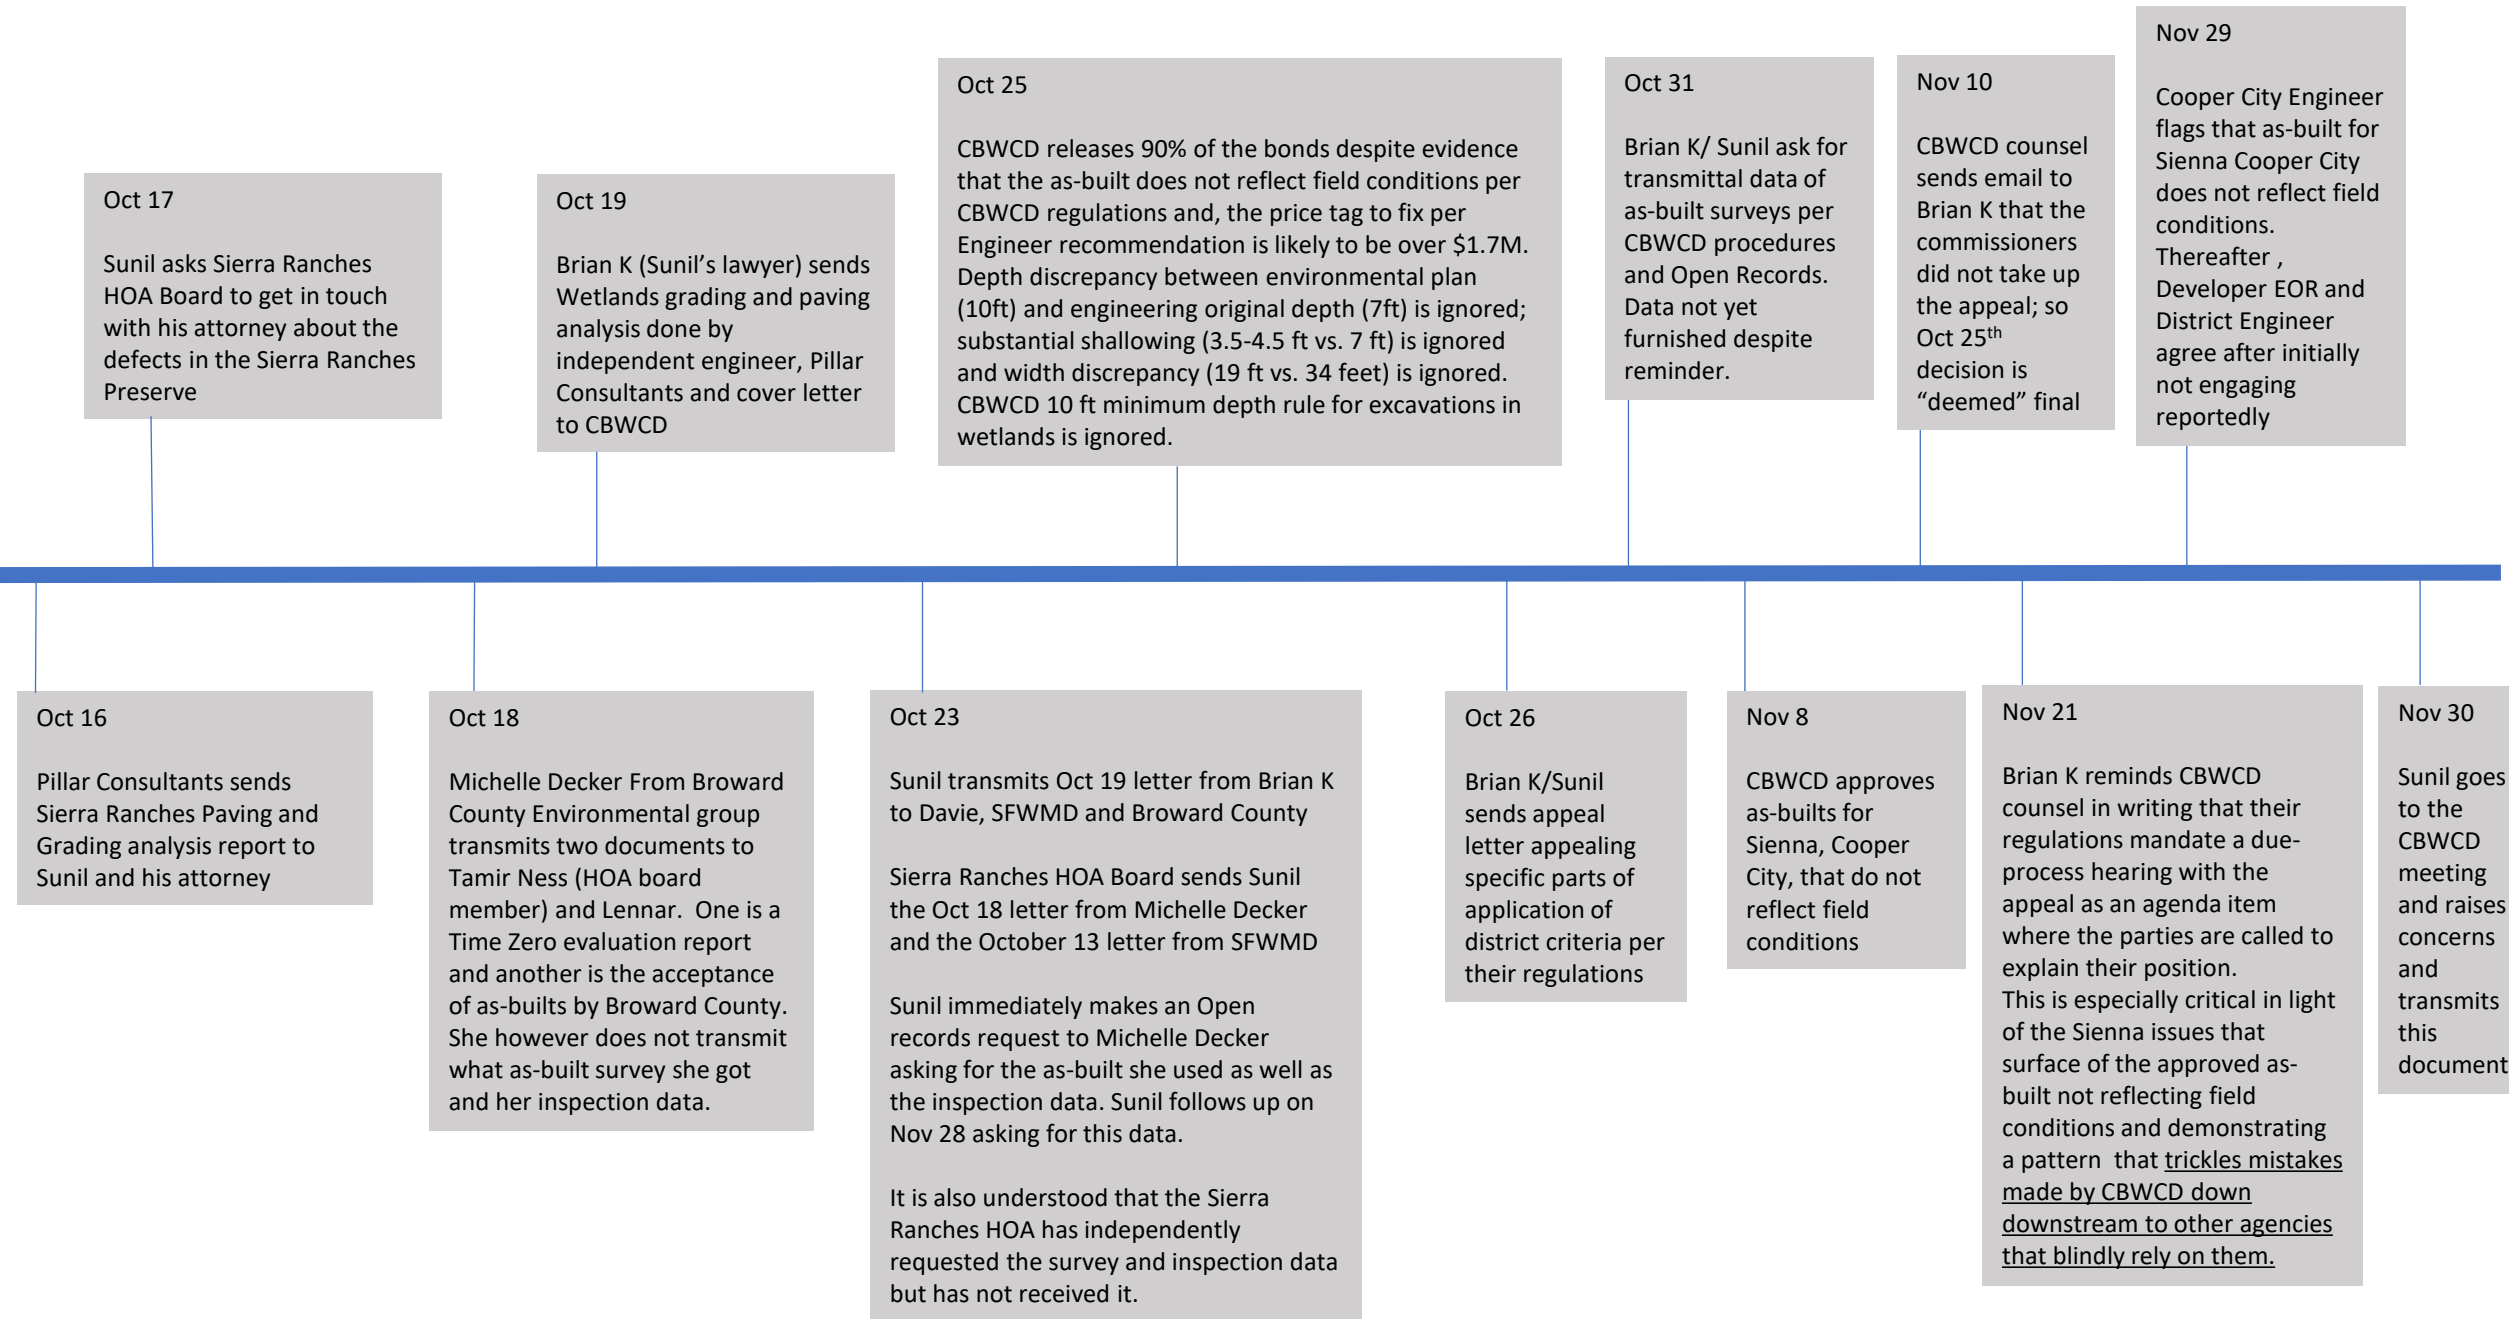 Oct 16
Pillar Consultants sends
Sierra Ranches Paving and
Grading analysis report to
Sunil and his attorney
Oct 17
Sunil asks Sierra Ranches
HOA Board to get in touch
with his attorney about the
defects in the Sierra Ranches
Preserve
Oct 18
Michelle Decker From Broward
County Environmental group
transmits two documents to
Tamir Ness (HOA board
member) and Lennar.  One is a
Time Zero evaluation report
and another is the acceptance
of as-builts by Broward County.
She however does not transmit
what as-built survey she got
and her inspection data.
Oct 19
Brian K (Sunil’s lawyer) sends
Wetlands grading and paving
analysis done by
independent engineer, Pillar
Consultants and cover letter
to CBWCD
Oct 23
Sunil transmits Oct 19 letter from Brian K
to Davie, SFWMD and Broward County
Sierra Ranches HOA Board sends Sunil
the Oct 18 letter from Michelle Decker
and the October 13 letter from SFWMD
Sunil immediately makes an Open
records request to Michelle Decker
asking for the as-built she used as well as
the inspection data. Sunil follows up on
Nov 28 asking for this data.
It is also understood that the Sierra
Ranches HOA has independently
requested the survey and inspection data
but has not received it.
Oct 25
CBWCD releases 90% of the bonds despite evidence
that the as-built does not reflect field conditions per
CBWCD regulations and, the price tag to fix per
Engineer recommendation is likely to be over $1.7M.
Depth discrepancy between environmental plan
(10ft) and engineering original depth (7ft) is ignored;
substantial shallowing (3.5-4.5 ft vs. 7 ft) is ignored
and width discrepancy (19 ft vs. 34 feet) is ignored.
CBWCD 10 ft minimum depth rule for excavations in
wetlands is ignored.
Oct 26
Brian K/Sunil
sends appeal
letter appealing
specific parts of
application of
district criteria per
their regulations
Oct 31
Brian K/ Sunil ask for
transmittal data of
as-built surveys per
CBWCD procedures
and Open Records.
Data not yet
furnished despite
reminder.
Nov 8
CBWCD approves
as-builts for
Sienna, Cooper
City, that do not
reflect field
conditions
Nov 10
CBWCD counsel
sends email to
Brian K that the
commissioners
did not take up
the appeal; so
Oct 25th
decision is
“deemed” final
Nov 21
Brian K reminds CBWCD
counsel in writing that their
regulations mandate a due-
process hearing with the
appeal as an agenda item
where the parties are called to
explain their position.
This is especially critical in light
of the Sienna issues that
surface of the approved as-
built not reflecting field
conditions and demonstrating
a pattern  that trickles mistakes
made by CBWCD down
downstream to other agencies
that blindly rely on them.
Nov 29
Cooper City Engineer
flags that as-built for
Sienna Cooper City
does not reflect field
conditions.
Thereafter ,
Developer EOR and
District Engineer
agree after initially
not engaging
reportedly
Nov 30
Sunil goes
to the
CBWCD
meeting
and raises
concerns
and
transmits
this
document